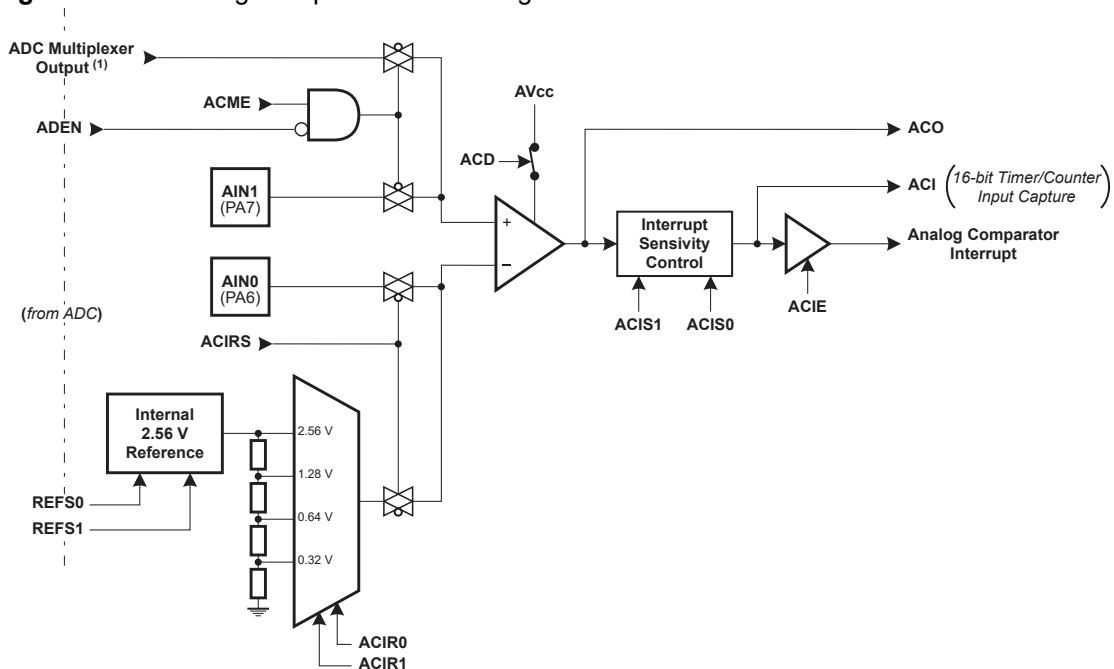 ADC Multiplexer
Output (1)
ACME
ADEN
AIN1
(PA7)
AIN0
(PA6)
(from ADC)
ACIRS
Internal
2.56 V
Reference
REFS0
REFS1
2.56 V
1.28 V
0.64 V
0.32 V
ACIR0
ACIR1
AVcc
ACD
+
−
Interrupt
Sensivity
Control
ACIS1
ACIS0
ACIE
ACO
ACI (16-bit Timer/Counter
Input Capture)
Analog Comparator
Interrupt